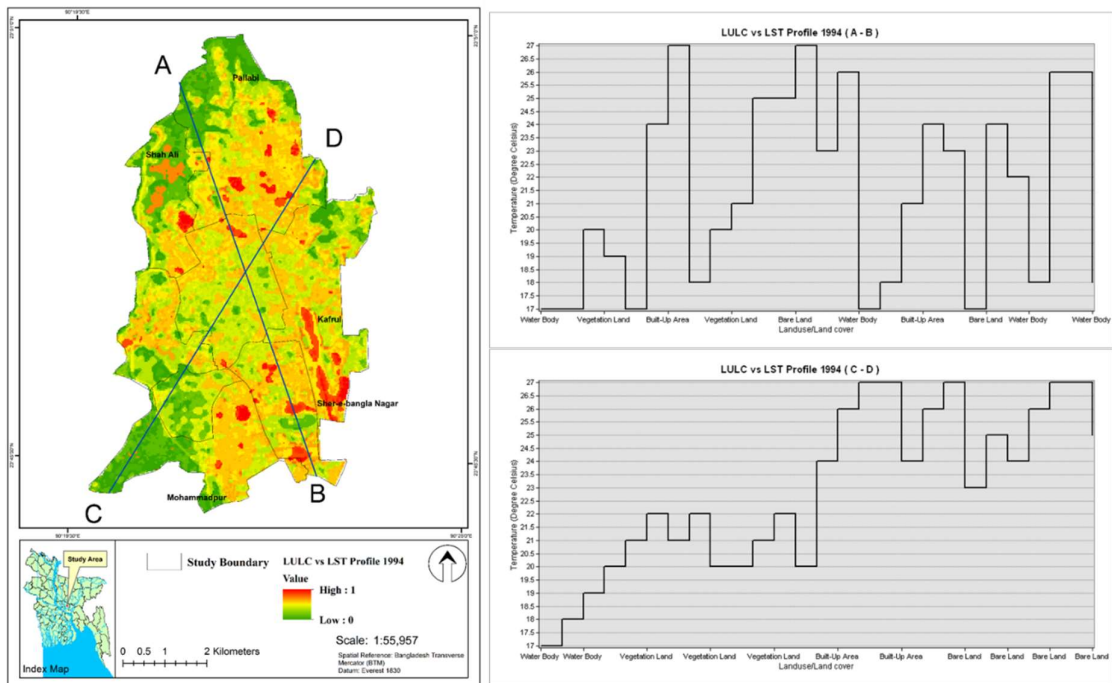 90°19'30"E
23°51'0"N
23°51'0"N
A
Pallabi
D
Shah Ali
Kafrul
Sher-e-bangla Nagar
Mohammadpur
B
C
Study Area
Index Map
Study Boundary
0 0.5 1 2 Kilometers
LULC vs LST Profile 1994
Value
High : 1
Low : 0
Scale: 1:55,957
Spatial Reference: Bangladesh Transverse
Mercator (BTM)
Datum: Everest 1830
LULC vs LST Profile 1994 ( A - B )
Temperature (Degree Celsius)
27
26.5
26
25.5
25
24.5
24
23.5
23
22.5
22
21.5
21
20.5
20
19.5
19
18.5
18
17.5
17
Water Body Vegetation Land Built-Up Area Vegetation Land Bare Land Water Body Built-Up Area Bare Land Water Body Water Body
Landuse/Land cover
LULC vs LST Profile 1994 ( C - D )
Temperature (Degree Celsius)
27
26.5
26
25.5
25
24.5
24
23.5
23
22.5
22
21.5
21
20.5
20
19.5
19
18.5
18
17.5
17
Water Body Water Body Vegetation Land Vegetation Land Vegetation Land Built-Up Area Built-Up Area Bare Land Bare Land Bare Land
Landuse/Land cover